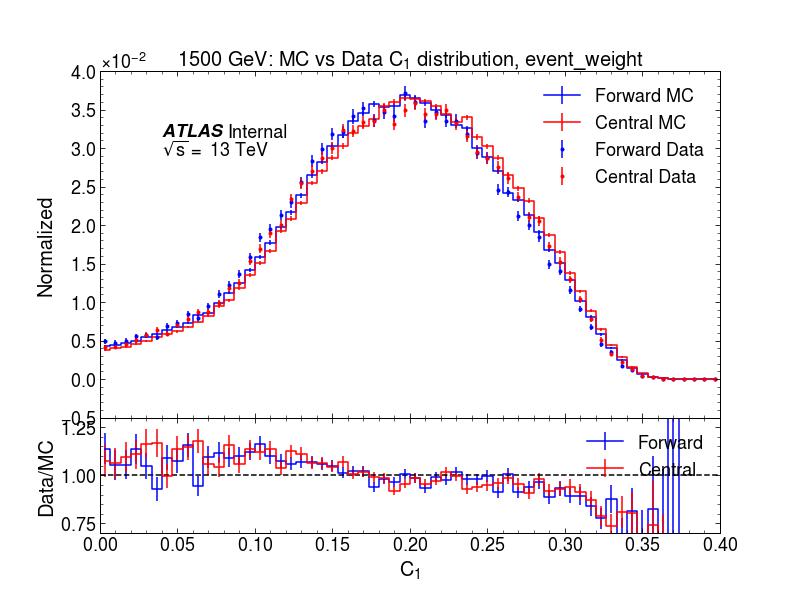 ×10⁻²
1500 GeV: MC vs Data C₁ distribution, event_weight
4.0
3.5
3.0
2.5
2.0
1.5
1.0
0.5
0.0
0.5
Normalized
ATLAS Internal
√s = 13 TeV
Forward MC
Central MC
Forward Data
Central Data
1.25
1.00
0.75
Data/MC
Forward
Central
0.00 0.05 0.10 0.15 0.20 0.25 0.30 0.35 0.40
C₁